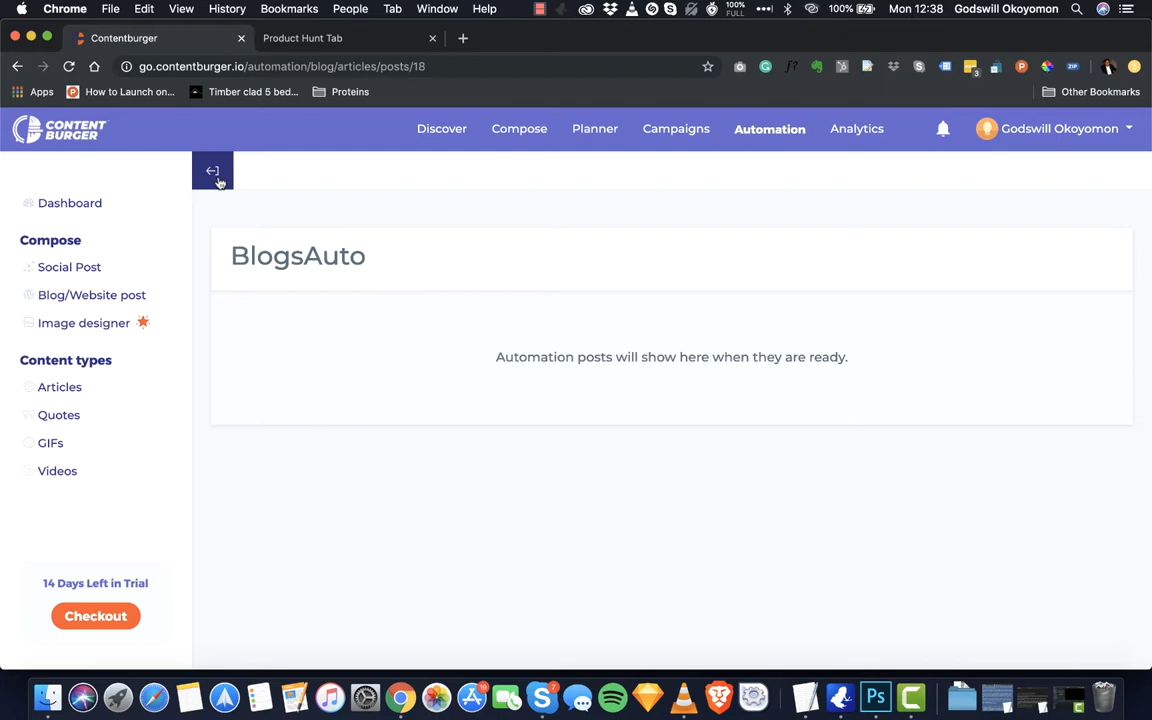 Chrome File Edit View History Bookmarks People Tab Window Help 100% FULL 100% Mon 12:38 Godswill Okoyomon
Contentburger Product Hunt Tab
go.contentburger.io/automation/blog/articles/posts/18
Apps How to Launch on... Timber clad 5 bed... Proteins Other Bookmarks
CONTENT BURGER Discover Compose Planner Campaigns Automation Analytics Godswill Okoyomon
Dashboard
Compose
Social Post
Blog/Website post
Image designer
Content types
Articles
Quotes
GIFs
Videos
14 Days Left in Trial
Checkout
BlogsAuto
Automation posts will show here when they are ready.